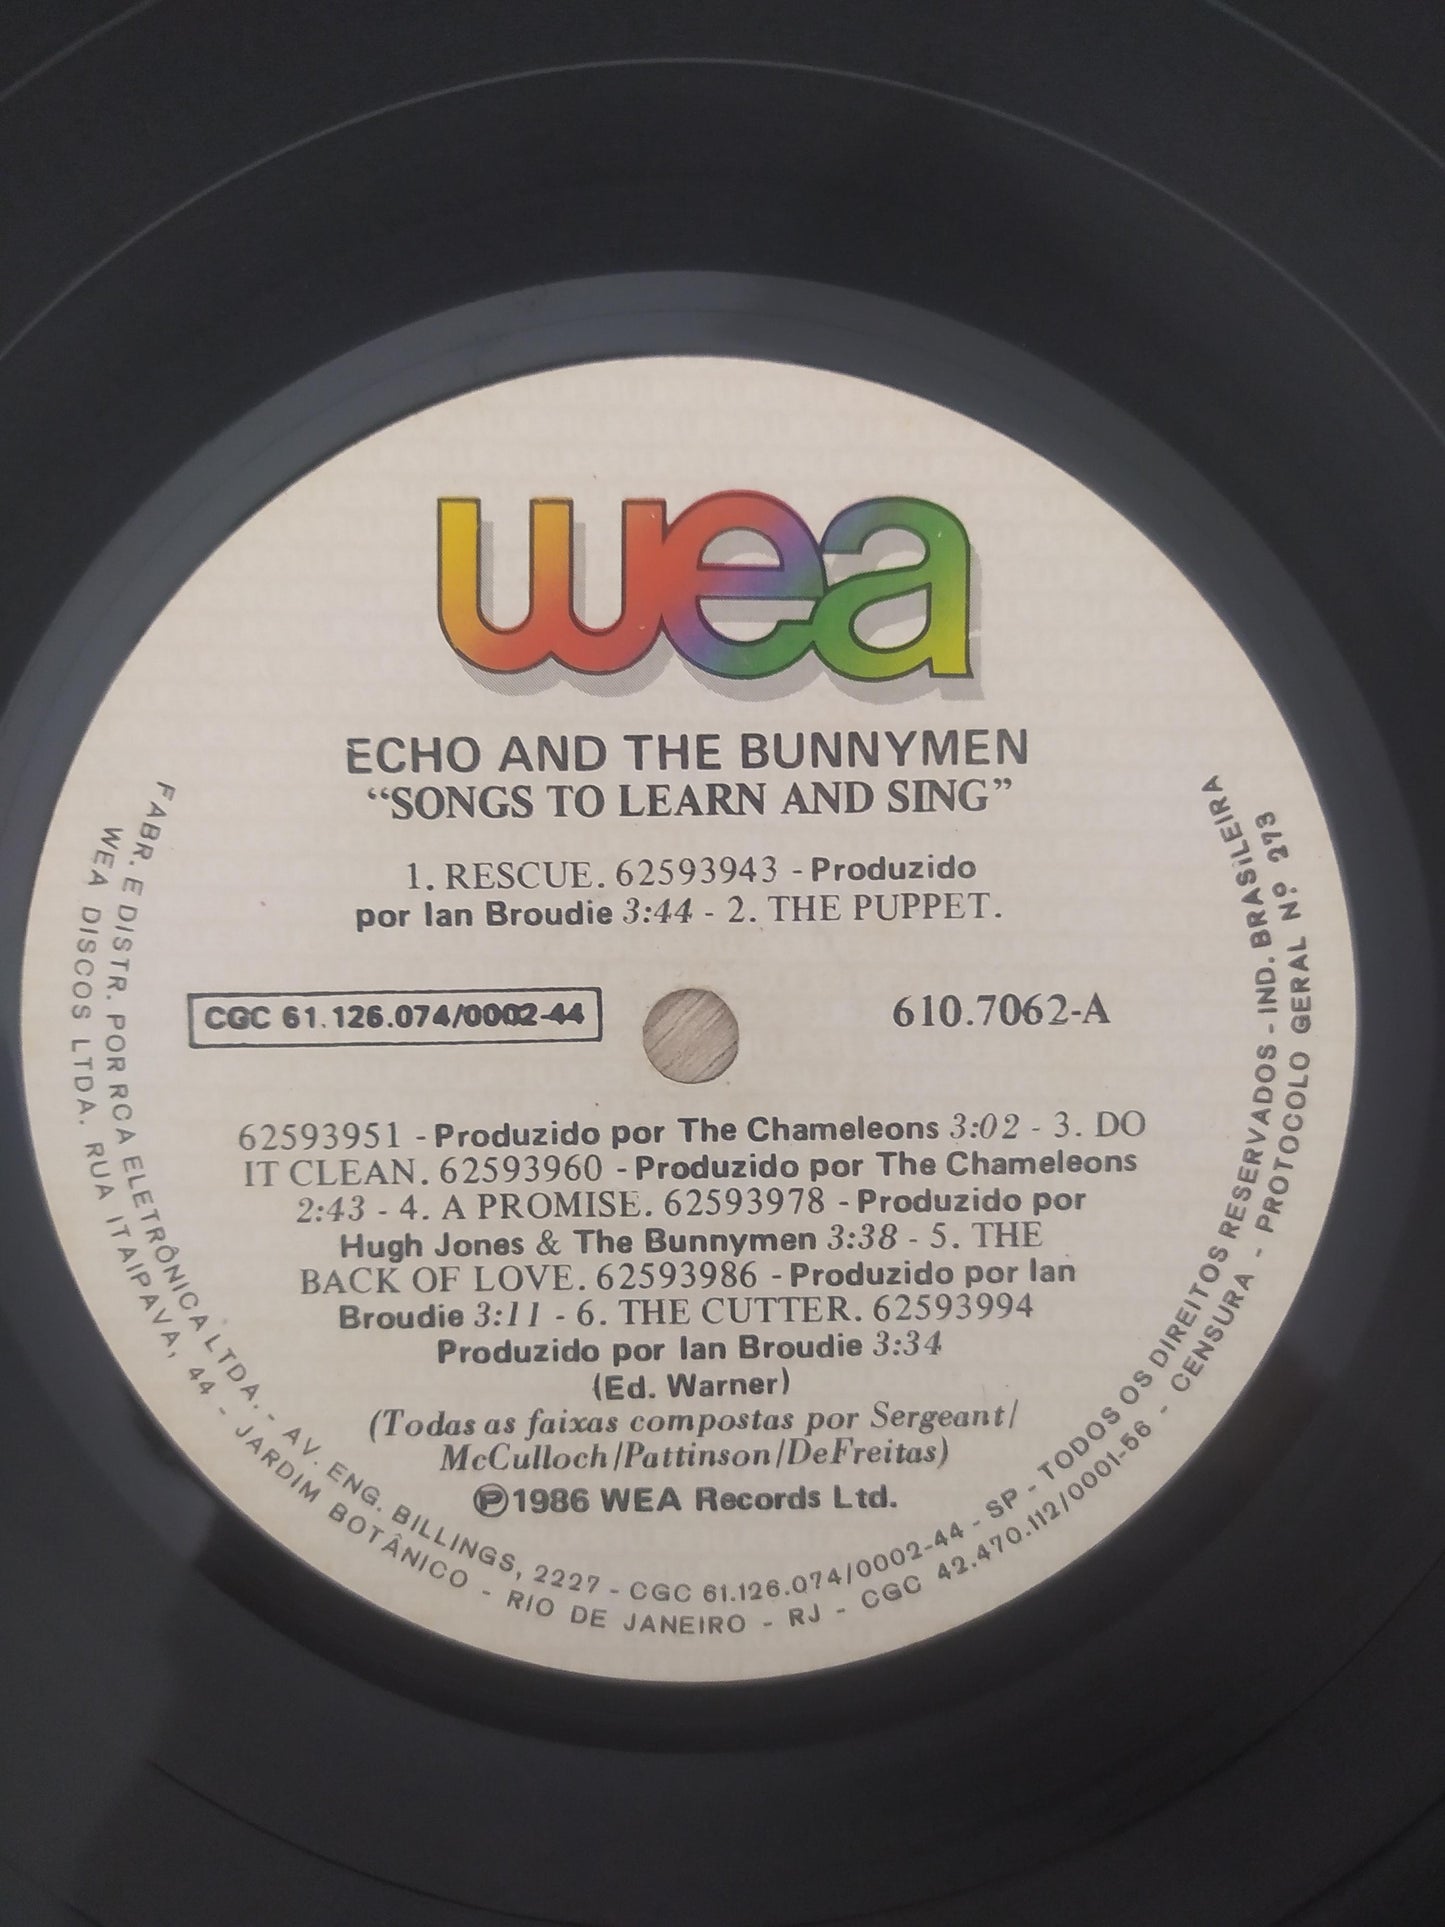 wea
ECHO AND THE BUNNYMEN
“SONGS TO LEARN AND SING”
1. RESCUE. 62593943 - Produzido
por Ian Broudie 3:44 - 2. THE PUPPET.
CGC 61.126.074/0002-44
610.7062-A
62593951 - Produzido por The Chameleons 3:02 - 3. DO
IT CLEAN. 62593960 - Produzido por The Chameleons
2:43 - 4. A PROMISE. 62593978 - Produzido por
Hugh Jones & The Bunnymen 3:38 - 5. THE
BACK OF LOVE. 62593986 - Produzido por Ian
Broudie 3:11 - 6. THE CUTTER. 62593994
Produzido por Ian Broudie 3:34
(Ed. Warner)
(Todas as faixas compostas por Sergeant/
McCulloch/Pattinson/DeFreitas)
Ⓟ1986 WEA Records Ltd.
FABR. E DISTR. POR RCA ELETRÔNICA LTDA. - AV. ENG. BILLINGS, 2227 - CGC 61.126.074/0002-44 - SP - TODOS OS DIREITOS RESERVADOS - IND. BRASILEIRA
WEA DISCOS LTDA. RUA ITAIPAVA, 44 - JARDIM BOTÂNICO - RIO DE JANEIRO - RJ - CGC 42.470.112/0001-56 - CENSURA - PROTOCOLO GERAL Nº 273